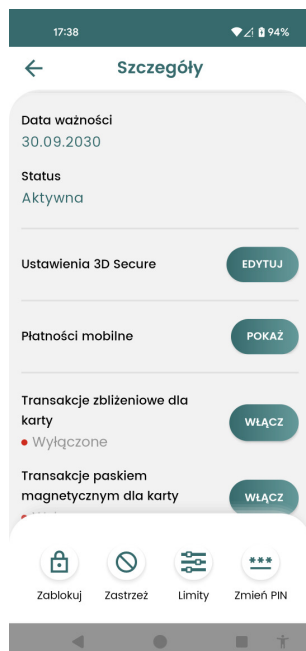 17:38
94%
Szczegóły
Data ważności
30.09.2030
Status
Aktywna
Ustawienia 3D Secure
EDYTUJ
Płatności mobilne
POKAŻ
Transakcje zbliżeniowe dla
karty
WŁĄCZ
Wyłączone
Transakcje paskiem
magnetycznym dla karty
WŁĄCZ
Zablokuj
Zastrzeż
Limity
Zmień PIN